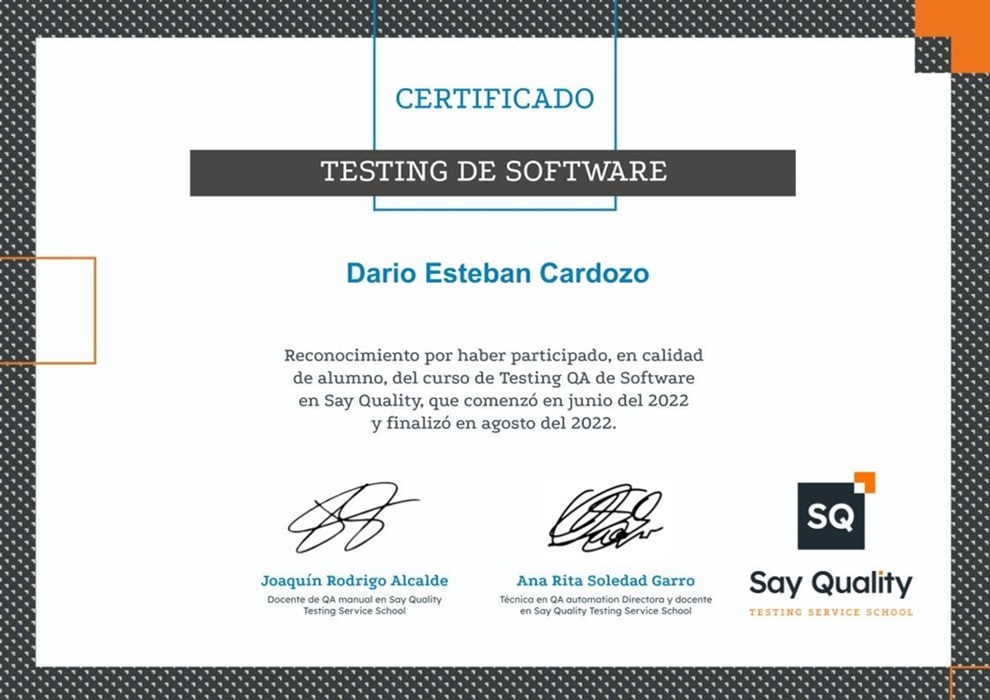 CERTIFICADO
TESTING DE SOFTWARE
Dario Esteban Cardozo
Reconocimiento por haber participado, en calidad
de alumno, del curso de Testing QA de Software
en Say Quality, que comenzó en junio del 2022
y finalizó en agosto del 2022.
Joaquín Rodrigo Alcalde
Docente de QA manual en Say Quality
Testing Service School
Ana Rita Soledad Garro
Técnica en QA automation Directora y docente
en Say Quality Testing Service School
SQ
Say Quality
TESTING SERVICE SCHOOL